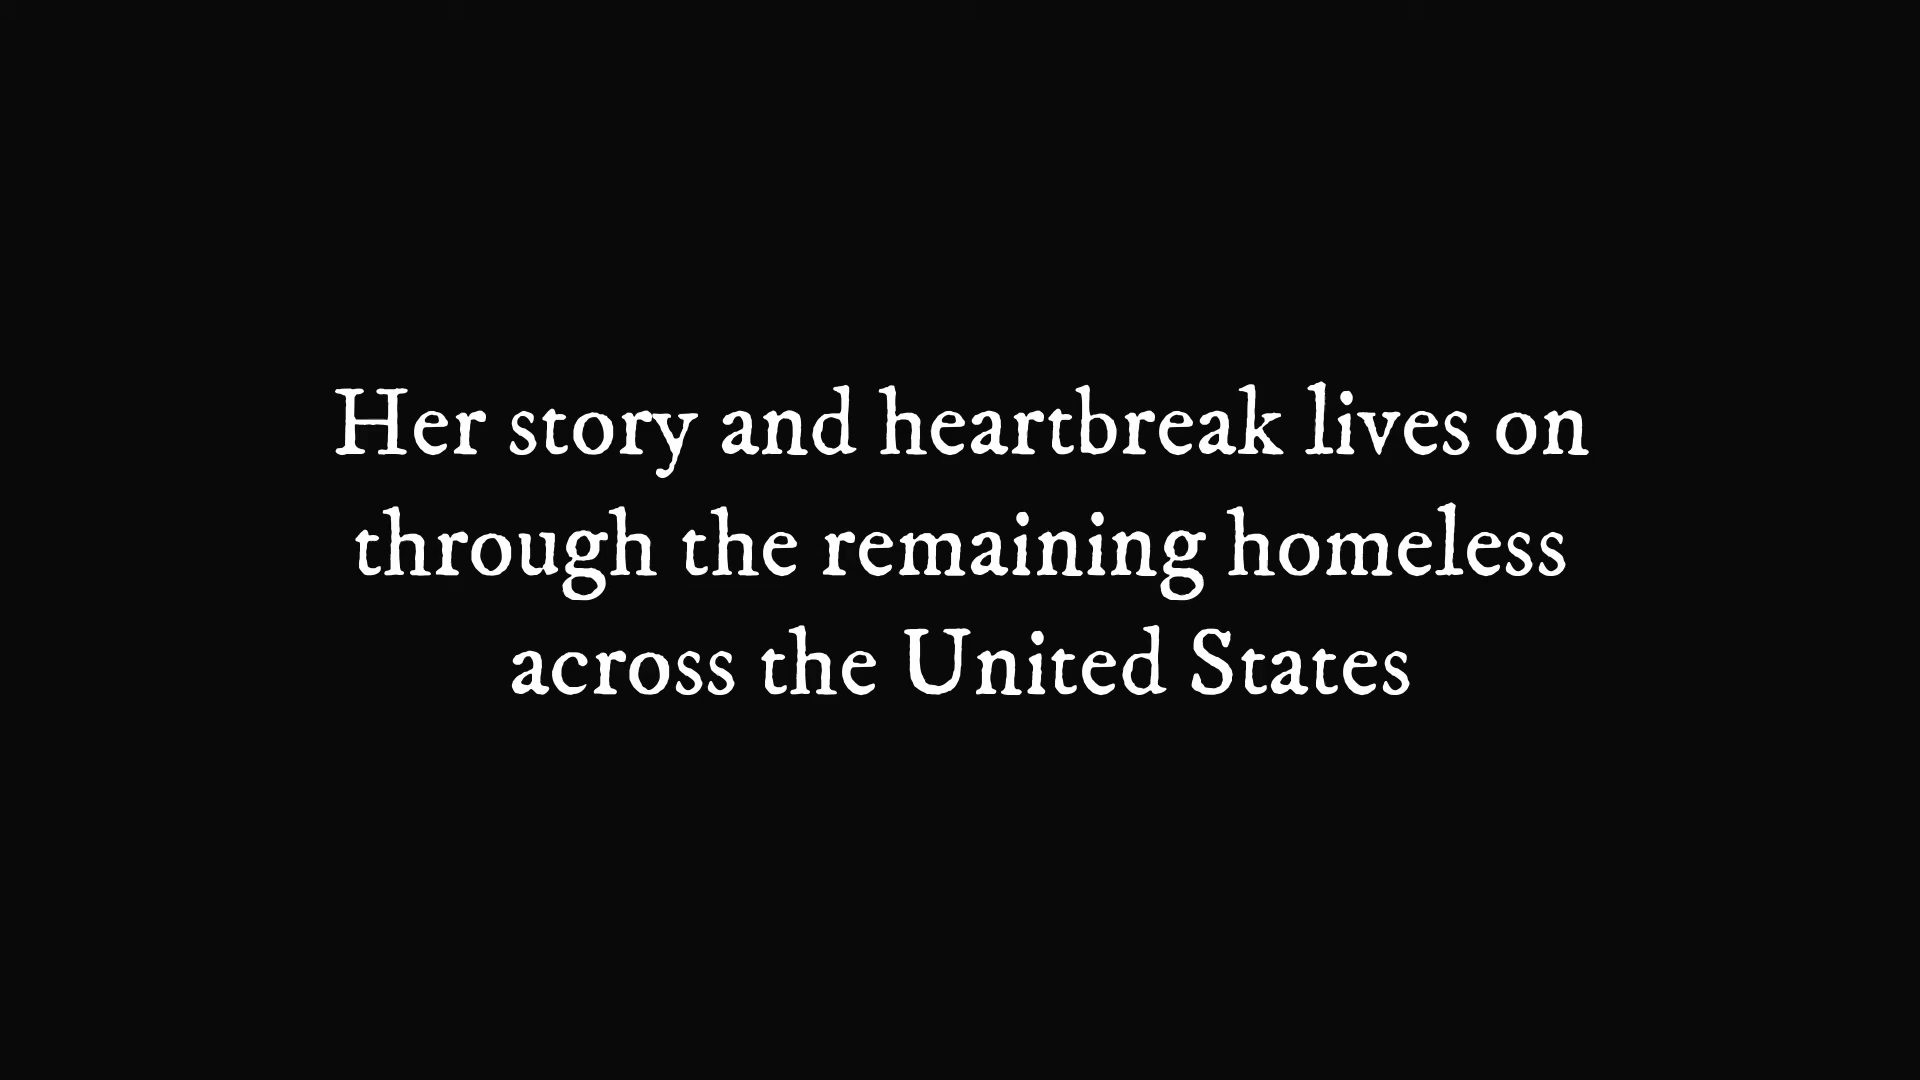 Her story and heartbreak lives on
through the remaining homeless
across the United States